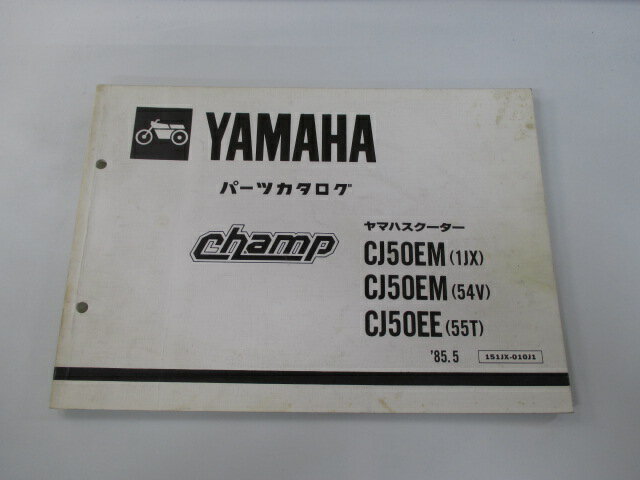 YAMAHA
パーツカタログ
champ
ヤマハスクーター
CJ50EM (1JX)
CJ50EM (54V)
CJ50EE (55T)
'85.5
151JX-010J1